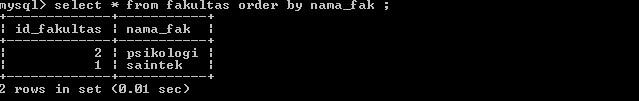 mysql> select * from fakultas order by nama_fak ;
+-------------+-----------+
| id_fakultas | nama_fak  |
+-------------+-----------+
|           2 | psikologi |
|           1 | saintek   |
+-------------+-----------+
2 rows in set (0.01 sec)